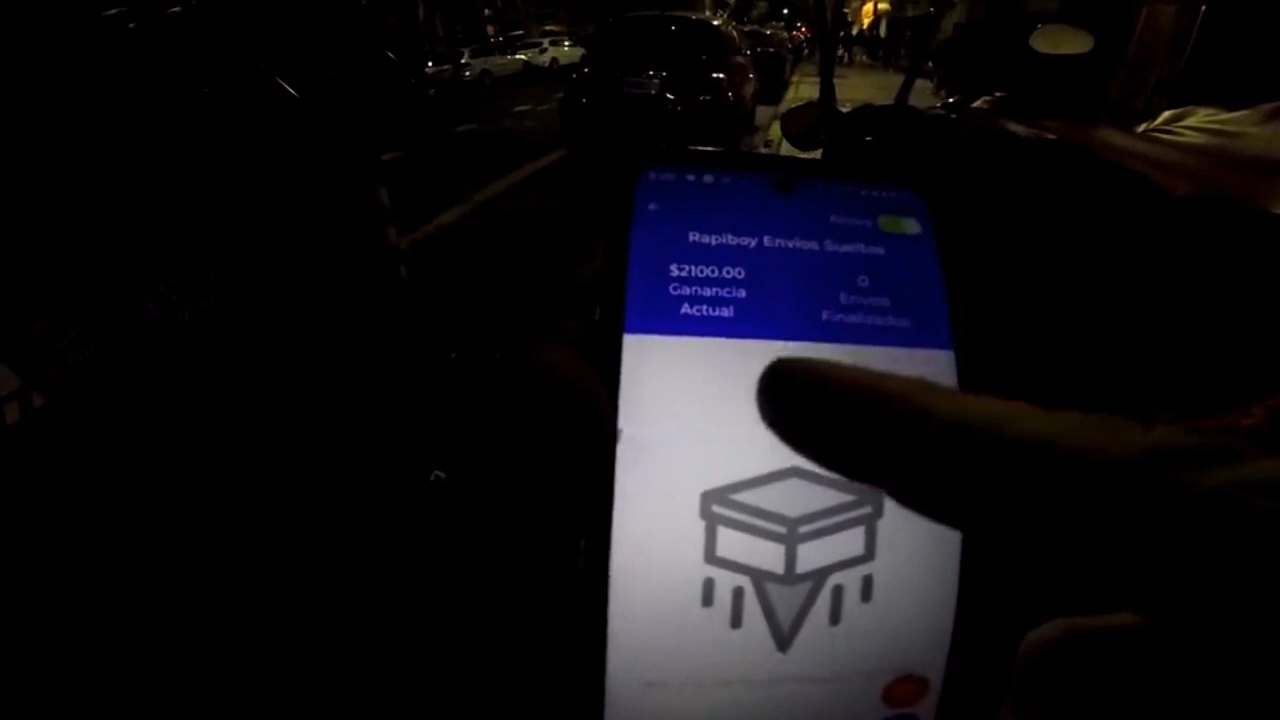 Rapiboy Envios Sueltos
$2100.00
Ganancia
Actual
0
Envios
Finalizados